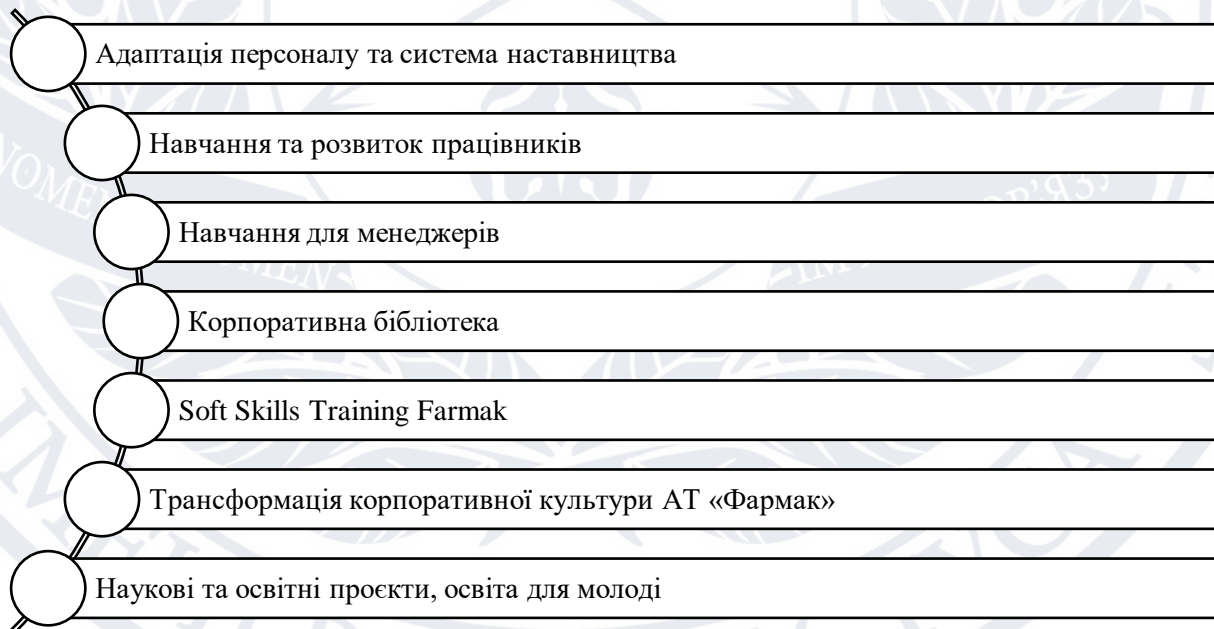 Адаптація персоналу та система наставництва
Навчання та розвиток працівників
Навчання для менеджерів
Корпоративна бібліотека
Soft Skills Training Farmak
Трансформація корпоративної культури АТ «Фармак»
Наукові та освітні проєкти, освіта для молоді